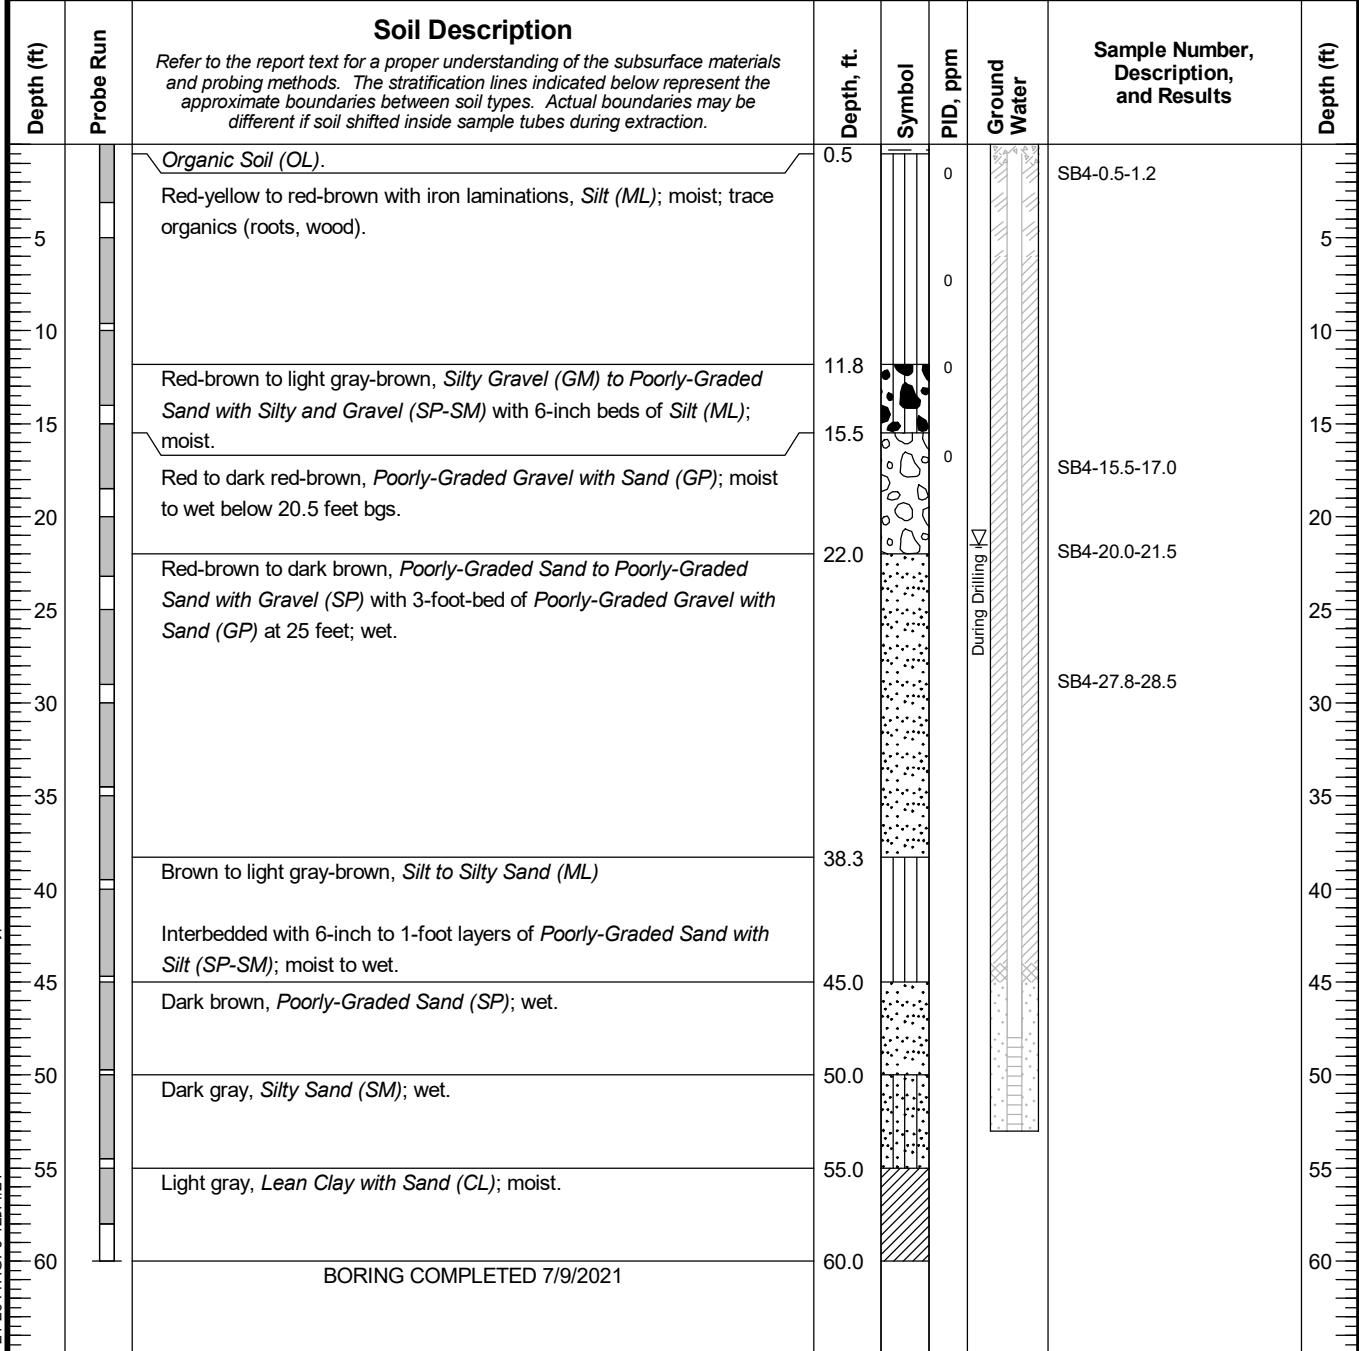 Depth (ft)
Probe Run
Soil Description
Refer to the report text for a proper understanding of the subsurface materials
and probing methods. The stratification lines indicated below represent the
approximate boundaries between soil types. Actual boundaries may be
different if soil shifted inside sample tubes during extraction.
Depth, ft.
Symbol
PID, ppm
Ground
Water
Sample Number,
Description,
and Results
Depth (ft)
Organic Soil (OL).
0.5
0
SB4-0.5-1.2
Red-yellow to red-brown with iron laminations, Silt (ML); moist; trace
organics (roots, wood).
5
5
0
10
10
11.8
0
Red-brown to light gray-brown, Silty Gravel (GM) to Poorly-Graded
Sand with Silty and Gravel (SP-SM) with 6-inch beds of Silt (ML);
moist.
15
15
15.5
0
SB4-15.5-17.0
Red to dark red-brown, Poorly-Graded Gravel with Sand (GP); moist
to wet below 20.5 feet bgs.
20
20
22.0
During Drilling
SB4-20.0-21.5
Red-brown to dark brown, Poorly-Graded Sand to Poorly-Graded
Sand with Gravel (SP) with 3-foot-bed of Poorly-Graded Gravel with
Sand (GP) at 25 feet; wet.
25
25
SB4-27.8-28.5
30
30
35
35
38.3
Brown to light gray-brown, Silt to Silty Sand (ML)
40
40
Interbedded with 6-inch to 1-foot layers of Poorly-Graded Sand with
Silt (SP-SM); moist to wet.
45
45.0
45
Dark brown, Poorly-Graded Sand (SP); wet.
50
50.0
50
Dark gray, Silty Sand (SM); wet.
55
55.0
55
Light gray, Lean Clay with Sand (CL); moist.
60
60.0
60
BORING COMPLETED 7/9/2021